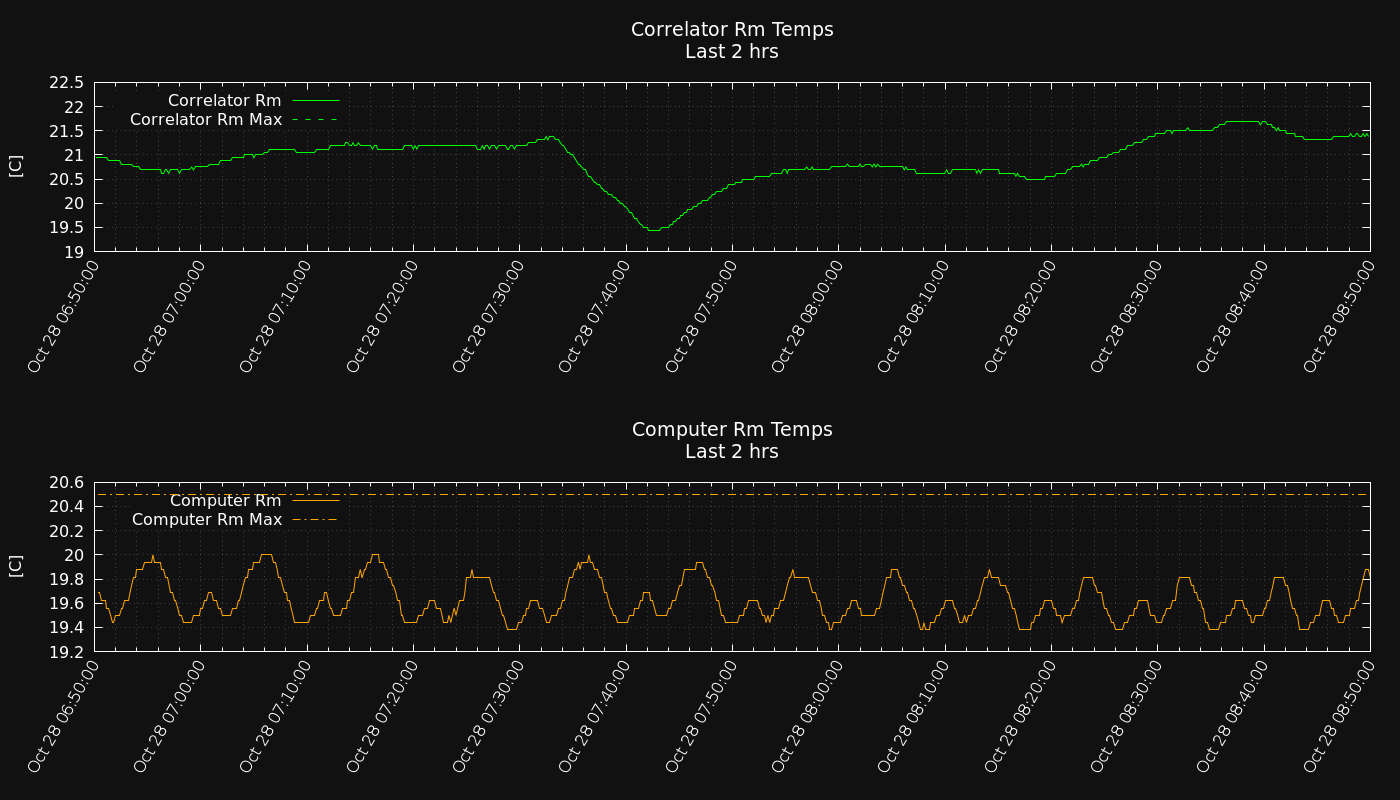 Correlator Rm Temps
Last 2 hrs
22.5
22
21.5
21
20.5
20
19.5
19
[C]
Correlator Rm
Correlator Rm Max
Oct 28 06:50:00
Oct 28 07:00:00
Oct 28 07:10:00
Oct 28 07:20:00
Oct 28 07:30:00
Oct 28 07:40:00
Oct 28 07:50:00
Oct 28 08:00:00
Oct 28 08:10:00
Oct 28 08:20:00
Oct 28 08:30:00
Oct 28 08:40:00
Oct 28 08:50:00
Computer Rm Temps
Last 2 hrs
20.6
20.4
20.2
20
19.8
19.6
19.4
19.2
[C]
Computer Rm
Computer Rm Max
Oct 28 06:50:00
Oct 28 07:00:00
Oct 28 07:10:00
Oct 28 07:20:00
Oct 28 07:30:00
Oct 28 07:40:00
Oct 28 07:50:00
Oct 28 08:00:00
Oct 28 08:10:00
Oct 28 08:20:00
Oct 28 08:30:00
Oct 28 08:40:00
Oct 28 08:50:00